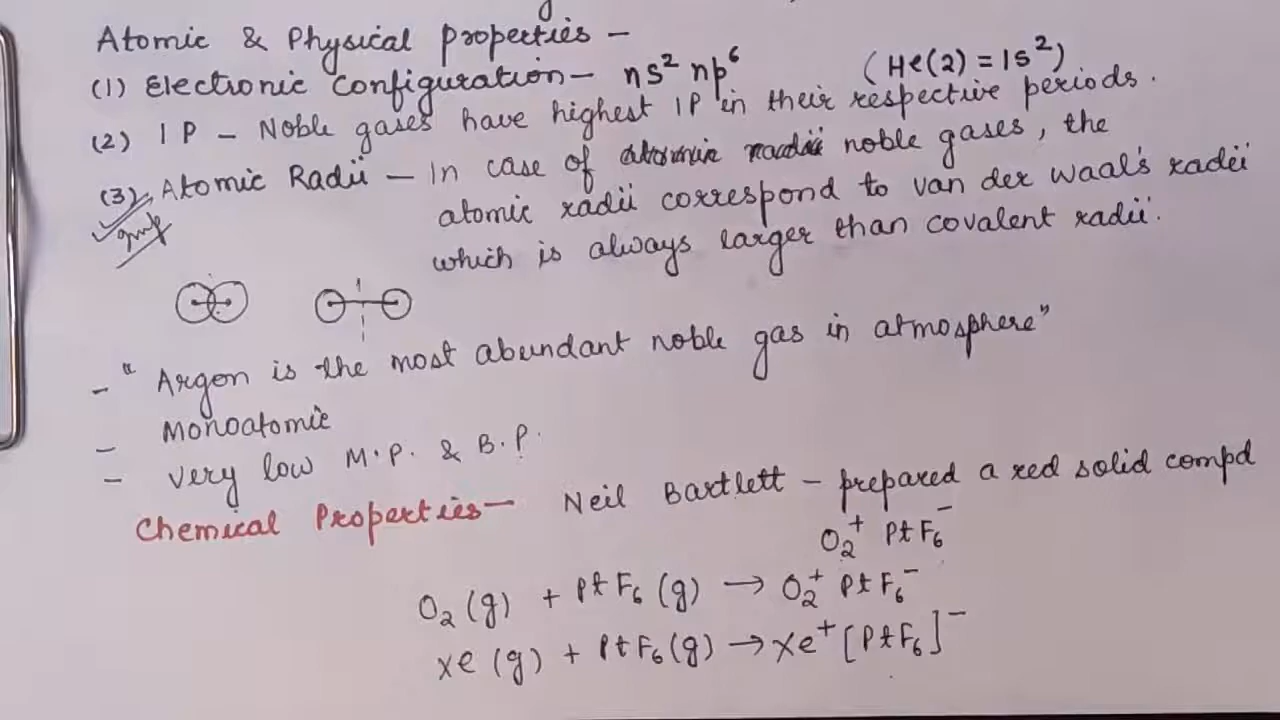 Atomic & Physical properties –
(1) Electronic Configuration – ns² np⁶ (He(2) = 1s²)
(2) IP – Noble gases have highest IP in their respective periods.
(3) Atomic Radii – In case of noble gases, the
atomic radii correspond to van der waal's radii
which is always larger than covalent radii.
– "Argon is the most abundant noble gas in atmosphere"
– Monoatomic
– very low M.P. & B.P.
Chemical Properties – Neil Bartlett – prepared a red solid compd
O₂⁺ PtF₆⁻
O₂(g) + PtF₆(g) → O₂⁺ PtF₆⁻
Xe(g) + PtF₆(g) → Xe⁺[PtF₆]⁻